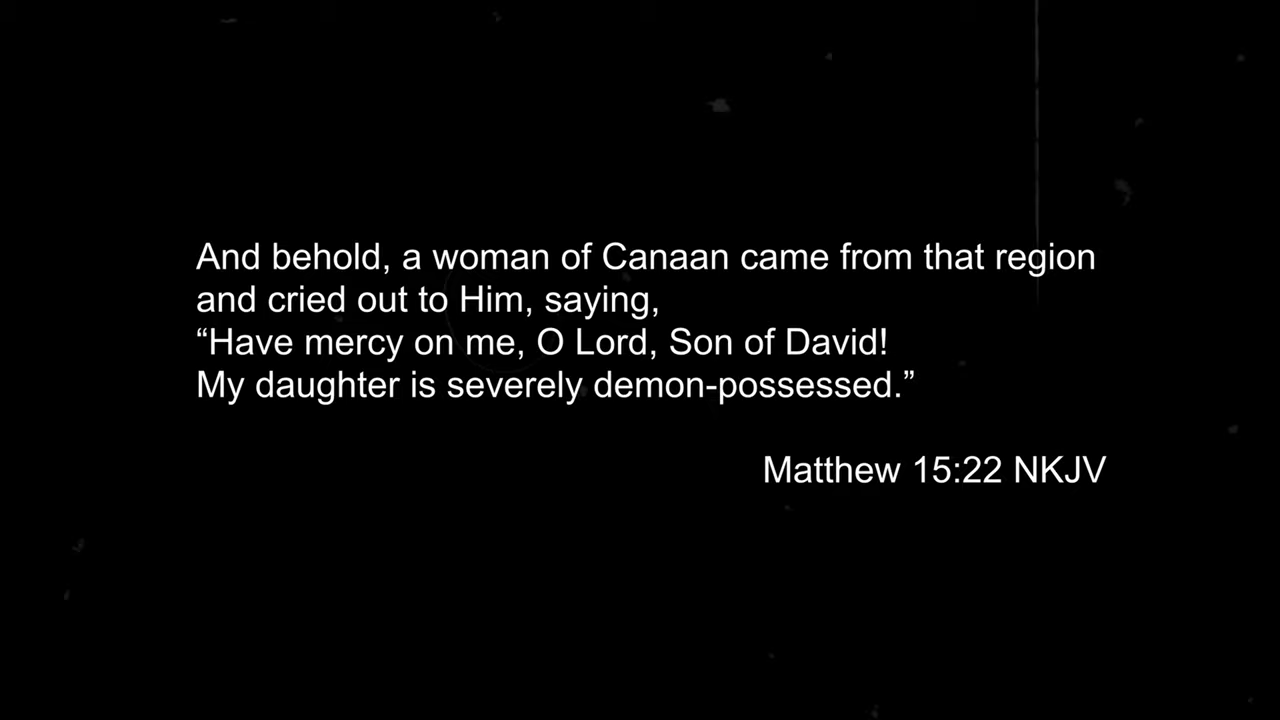 And behold, a woman of Canaan came from that region
and cried out to Him, saying,
“Have mercy on me, O Lord, Son of David!
My daughter is severely demon-possessed.”
Matthew 15:22 NKJV